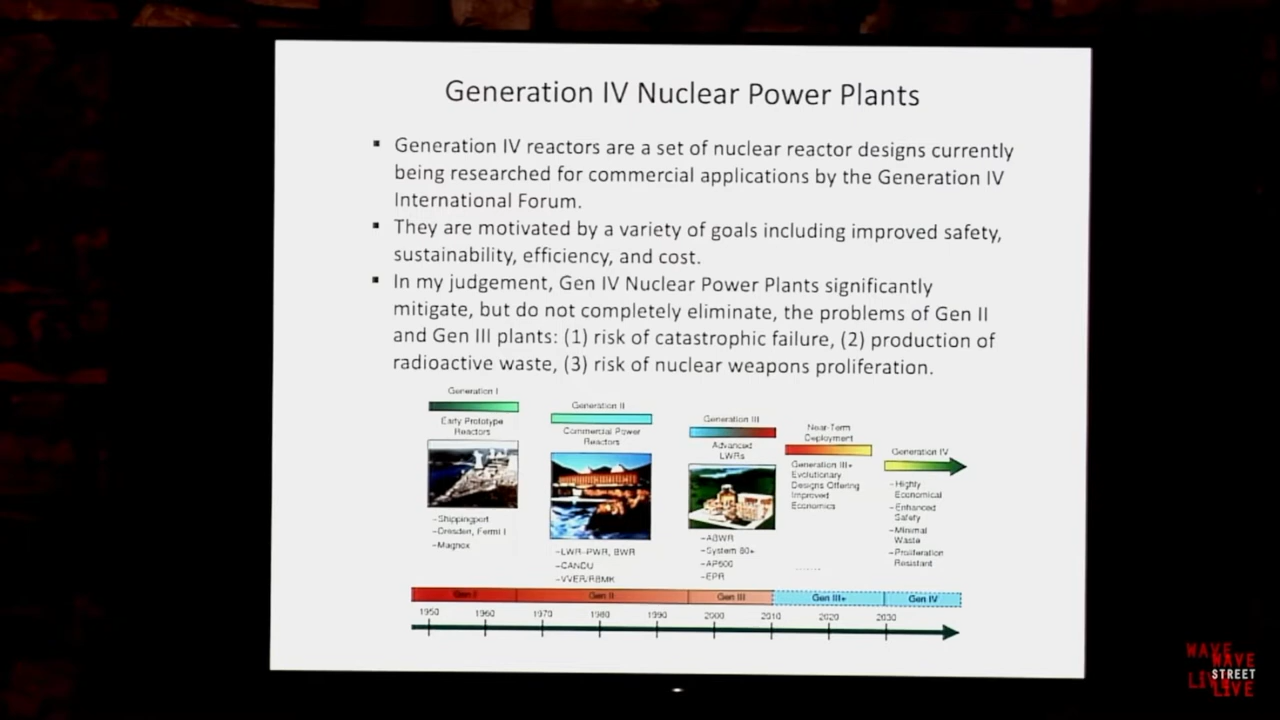 Generation IV Nuclear Power Plants
▪ Generation IV reactors are a set of nuclear reactor designs currently
being researched for commercial applications by the Generation IV
International Forum.
▪ They are motivated by a variety of goals including improved safety,
sustainability, efficiency, and cost.
▪ In my judgement, Gen IV Nuclear Power Plants significantly
mitigate, but do not completely eliminate, the problems of Gen II
and Gen III plants: (1) risk of catastrophic failure, (2) production of
radioactive waste, (3) risk of nuclear weapons proliferation.
Generation I
Early Prototype
Reactors
-Shippingport
-Dresden, Fermi I
-Magnox
Generation II
Commercial Power
Reactors
-LWR-PWR, BWR
-CANDU
-VVER/RBMK
Generation III
Advanced
LWRs
-ABWR
-System 80+
-AP600
-EPR
Near-Term
Deployment
Generation III+
Evolutionary
Designs Offering
Improved
Economics
Generation IV
-Highly
Economical
-Enhanced
Safety
-Minimal
Waste
-Proliferation
Resistant
Gen I Gen II Gen III Gen III+ Gen IV
1950 1960 1970 1980 1990 2000 2010 2020 2030
WAVE
WAVE
STREET
LIVE
LIVE